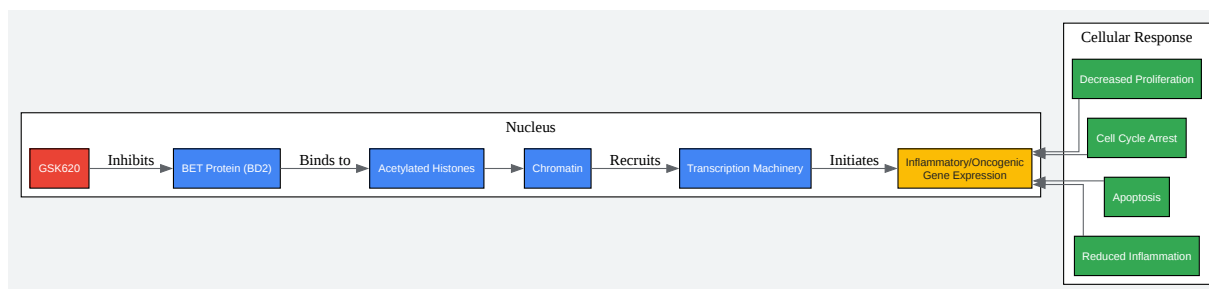 Cellular Response
Decreased Proliferation
Nucleus
Cell Cycle Arrest
GSK620
Inhibits
BET Protein (BD2)
Binds to
Acetylated Histones
Chromatin
Recruits
Transcription Machinery
Initiates
Inflammatory/Oncogenic
Gene Expression
Apoptosis
Reduced Inflammation